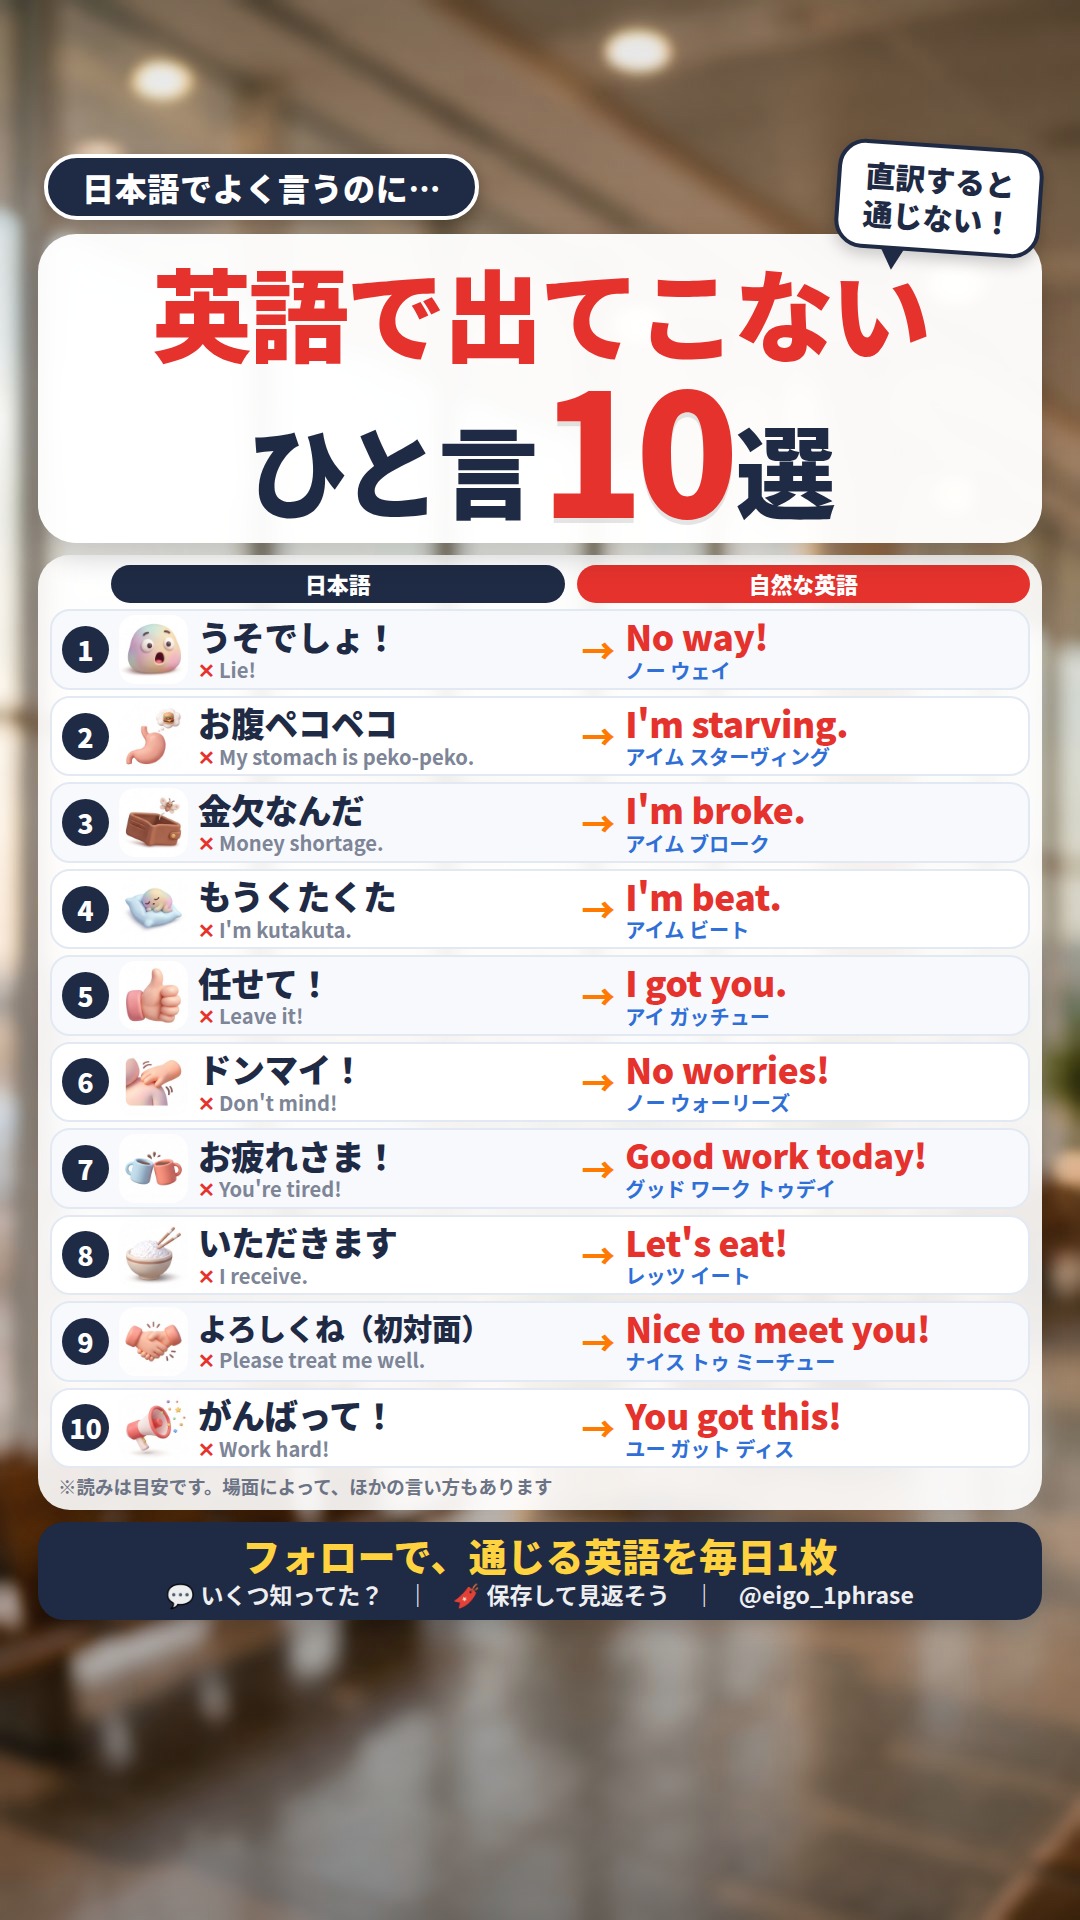 日本語でよく言うのに…
直訳すると
通じない！
英語で出てこない
ひと言10選
日本語
自然な英語
1 うそでしょ！ → No way!
× Lie! ノー ウェイ
2 お腹ペコペコ → I'm starving.
× My stomach is peko-peko. アイム スターヴィング
3 金欠なんだ → I'm broke.
× Money shortage. アイム ブローク
4 もうくたくた → I'm beat.
× I'm kutakuta. アイム ビート
5 任せて！ → I got you.
× Leave it! アイ ガッチュー
6 ドンマイ！ → No worries!
× Don't mind! ノー ウォーリーズ
7 お疲れさま！ → Good work today!
× You're tired! グッド ワーク トゥデイ
8 いただきます → Let's eat!
× I receive. レッツ イート
9 よろしくね（初対面） → Nice to meet you!
× Please treat me well. ナイス トゥ ミーチュー
10 がんばって！ → You got this!
× Work hard! ユー ガット ディス
※読みは目安です。場面によって、ほかの言い方もあります
フォローで、通じる英語を毎日1枚
💬 いくつ知ってた？ ｜ 🔖 保存して見返そう ｜ @eigo_1phrase